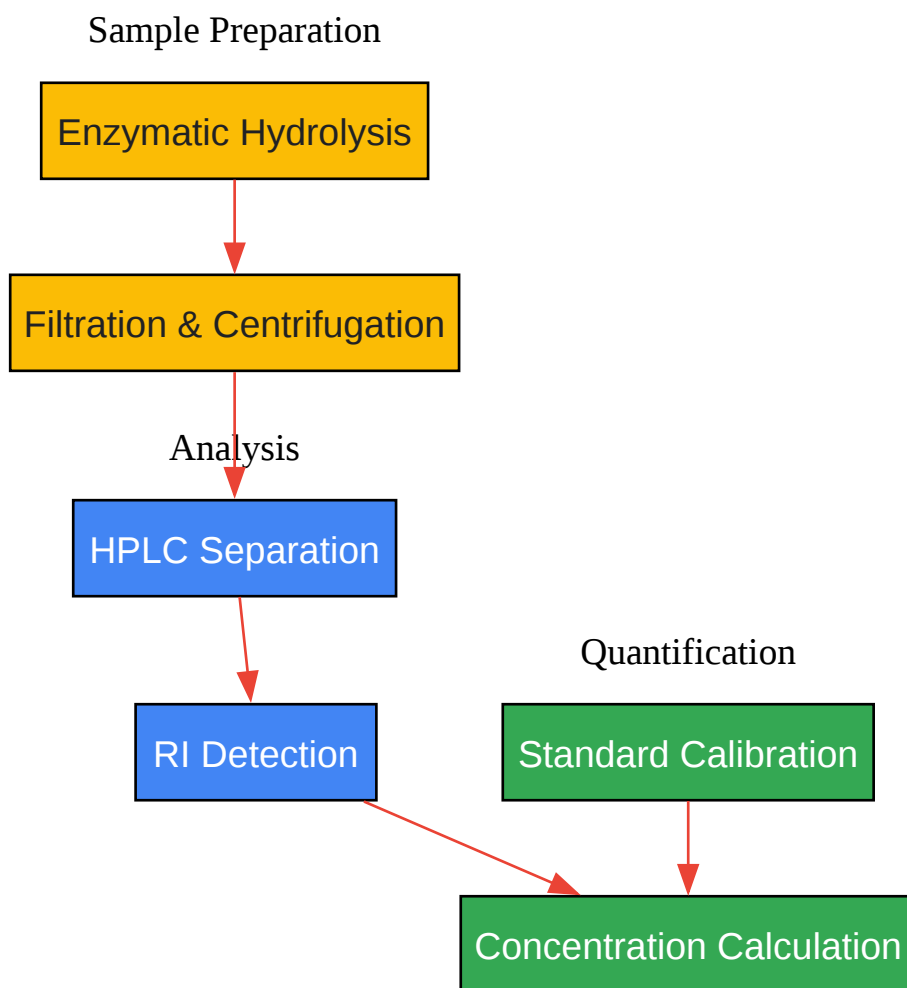 Sample Preparation
Enzymatic Hydrolysis
Filtration & Centrifugation
Analysis
HPLC Separation
RI Detection
Quantification
Standard Calibration
Concentration Calculation